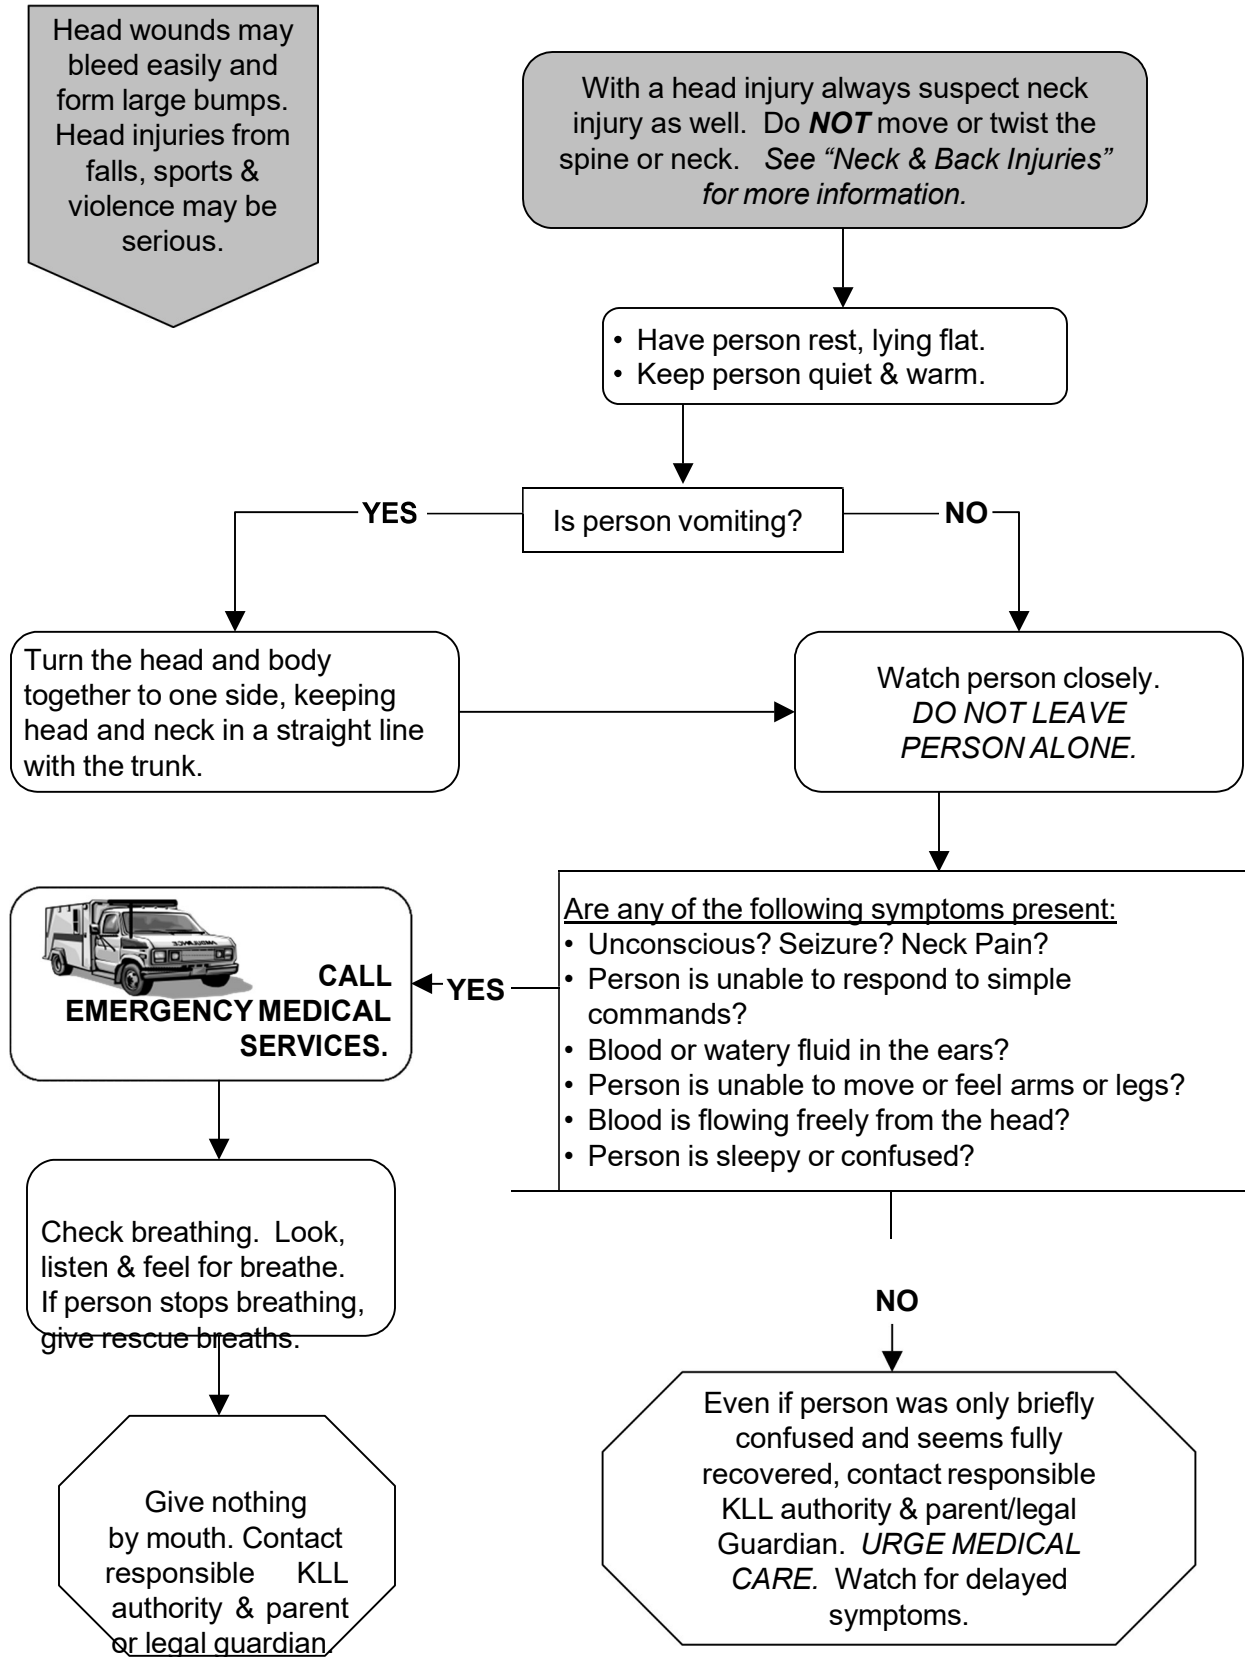 Head wounds may
bleed easily and
form large bumps.
Head injuries from
falls, sports &
violence may be
serious.
With a head injury always suspect neck
injury as well.  Do NOT move or twist the
spine or neck.   See “Neck & Back Injuries”
for more information.
• Have person rest, lying flat.
• Keep person quiet & warm.
YES
Is person vomiting?
NO
Turn the head and body
together to one side, keeping
head and neck in a straight line
with the trunk.
Watch person closely.
DO NOT LEAVE
PERSON ALONE.
CALL
EMERGENCY MEDICAL
SERVICES.
YES
Are any of the following symptoms present:
• Unconscious? Seizure? Neck Pain?
• Person is unable to respond to simple
commands?
• Blood or watery fluid in the ears?
• Person is unable to move or feel arms or legs?
• Blood is flowing freely from the head?
• Person is sleepy or confused?
Check breathing.  Look,
listen & feel for breathe.
If person stops breathing,
give rescue breaths.
NO
Give nothing
by mouth. Contact
responsible KLL
authority & parent
or legal guardian.
Even if person was only briefly
confused and seems fully
recovered, contact responsible
KLL authority & parent/legal
Guardian.  URGE MEDICAL
CARE.  Watch for delayed
symptoms.